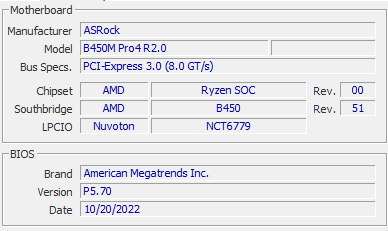 Motherboard
Manufacturer ASRock
Model B450M Pro4 R2.0
Bus Specs. PCI-Express 3.0 (8.0 GT/s)
Chipset AMD Ryzen SOC Rev. 00
Southbridge AMD B450 Rev. 51
LPCIO Nuvoton NCT6779
BIOS
Brand American Megatrends Inc.
Version P5.70
Date 10/20/2022